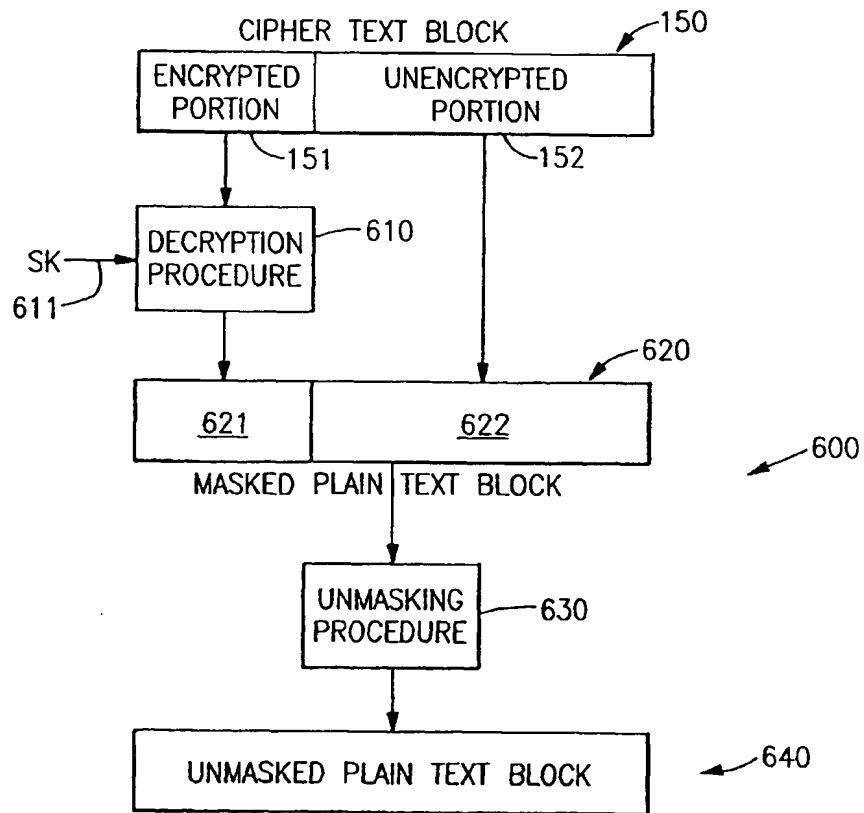 CIPHER TEXT BLOCK
150
ENCRYPTED PORTION
UNENCRYPTED PORTION
151
152
DECRYPTION PROCEDURE
610
SK
611
620
621
622
MASKED PLAIN TEXT BLOCK
600
UNMASKING PROCEDURE
630
UNMASKED PLAIN TEXT BLOCK
640